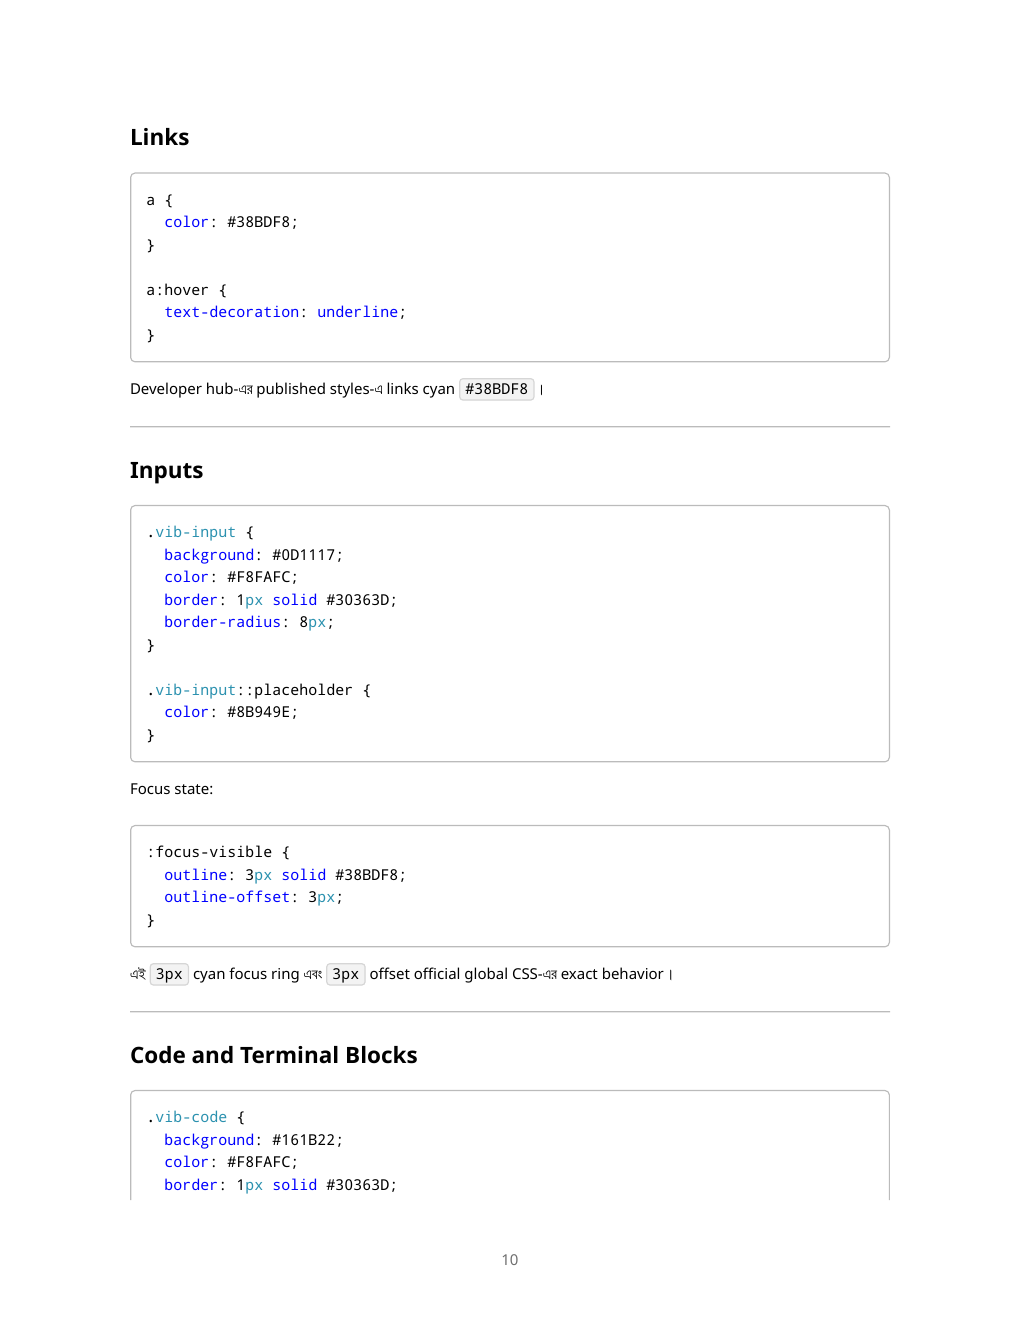 Links
a {
  color: #38BDF8;
}

a:hover {
  text-decoration: underline;
}
Developer hub-এর published styles-এ links cyan #38BDF8 ।
Inputs
.vib-input {
  background: #0D1117;
  color: #F8FAFC;
  border: 1px solid #30363D;
  border-radius: 8px;
}

.vib-input::placeholder {
  color: #8B949E;
}
Focus state:
:focus-visible {
  outline: 3px solid #38BDF8;
  outline-offset: 3px;
}
এই 3px cyan focus ring এবং 3px offset official global CSS-এর exact behavior ।
Code and Terminal Blocks
.vib-code {
  background: #161B22;
  color: #F8FAFC;
  border: 1px solid #30363D;
10